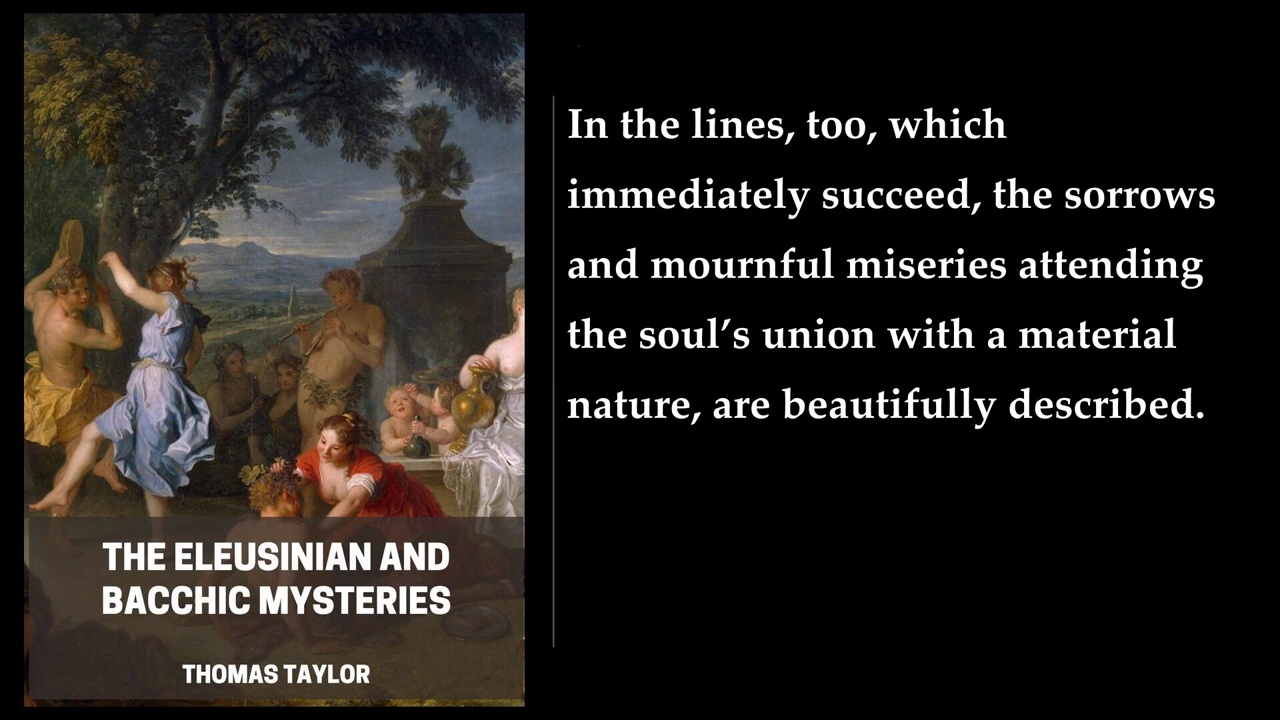 In the lines, too, which
immediately succeed, the sorrows
and mournful miseries attending
the soul’s union with a material
nature, are beautifully described.
THE ELEUSINIAN AND
BACCHIC MYSTERIES
THOMAS TAYLOR